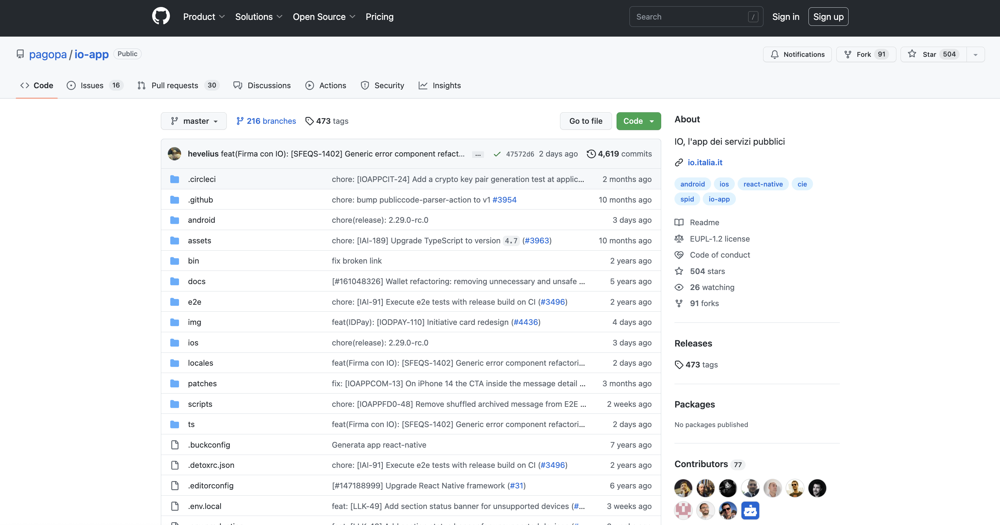 Product Solutions Open Source Pricing Search / Sign in Sign up
pagopa / io-app Public Notifications Fork 91 Star 504
Code Issues 16 Pull requests 30 Discussions Actions Security Insights
master 216 branches 473 tags Go to file Code
hevelius feat(Firma con IO): [SFEQS-1402] Generic error component refact... ... 47572d6 2 days ago 4,619 commits
.circleci chore: [IOAPPCIT-24] Add a crypto key pair generation test at applic... 2 months ago
.github chore: bump publiccode-parser-action to v1 #3954 10 months ago
android chore(release): 2.29.0-rc.0 3 days ago
assets chore: [IAI-189] Upgrade TypeScript to version 4.7 (#3963) 10 months ago
bin fix broken link 2 years ago
docs [#161048326] Wallet refactoring: removing unnecessary and unsafe ... 5 years ago
e2e chore: [IAI-91] Execute e2e tests with release build on CI (#3496) 2 years ago
img feat(IDPay): [IODPAY-110] Initiative card redesign (#4436) 4 days ago
ios chore(release): 2.29.0-rc.0 3 days ago
locales feat(Firma con IO): [SFEQS-1402] Generic error component refactori... 2 days ago
patches fix: [IOAPPCOM-13] On iPhone 14 the CTA inside the message detail ... 3 months ago
scripts chore: [IOAPPFD0-48] Remove shuffled archived message from E2E ... 2 weeks ago
ts feat(Firma con IO): [SFEQS-1402] Generic error component refactori... 2 days ago
.buckconfig Generata app react-native 7 years ago
.detoxrc.json chore: [IAI-91] Execute e2e tests with release build on CI (#3496) 2 years ago
.editorconfig [#147188999] Upgrade React Native framework (#31) 6 years ago
.env.local feat: [LLK-49] Add section status banner for unsupported devices (#... 3 weeks ago
About
IO, l'app dei servizi pubblici
io.italia.it
android ios react-native cie
spid io-app
Readme
EUPL-1.2 license
Code of conduct
504 stars
26 watching
91 forks
Releases
473 tags
Packages
No packages published
Contributors 77